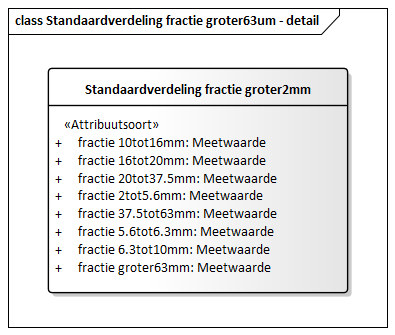 class Standaardverdeling fractie groter63um - detail
Standaardverdeling fractie groter2mm
«Attribuutsoort»
+ fractie 10tot16mm: Meetwaarde
+ fractie 16tot20mm: Meetwaarde
+ fractie 20tot37.5mm: Meetwaarde
+ fractie 2tot5.6mm: Meetwaarde
+ fractie 37.5tot63mm: Meetwaarde
+ fractie 5.6tot6.3mm: Meetwaarde
+ fractie 6.3tot10mm: Meetwaarde
+ fractie groter63mm: Meetwaarde